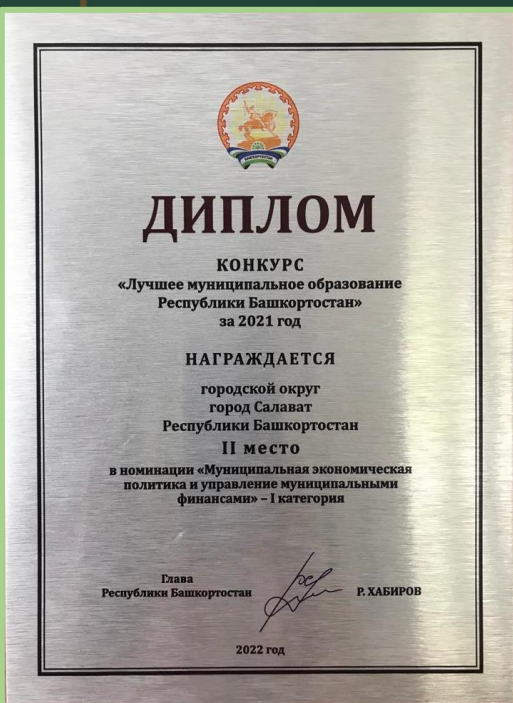 БАШКОРТОСТАН
ДИПЛОМ
КОНКУРС
«Лучшее муниципальное образование
Республики Башкортостан»
за 2021 год
НАГРАЖДАЕТСЯ
городской округ
город Салават
Республики Башкортостан
II место
в номинации «Муниципальная экономическая
политика и управление муниципальными
финансами» – I категория
Глава
Республики Башкортостан
Р. ХАБИРОВ
2022 год